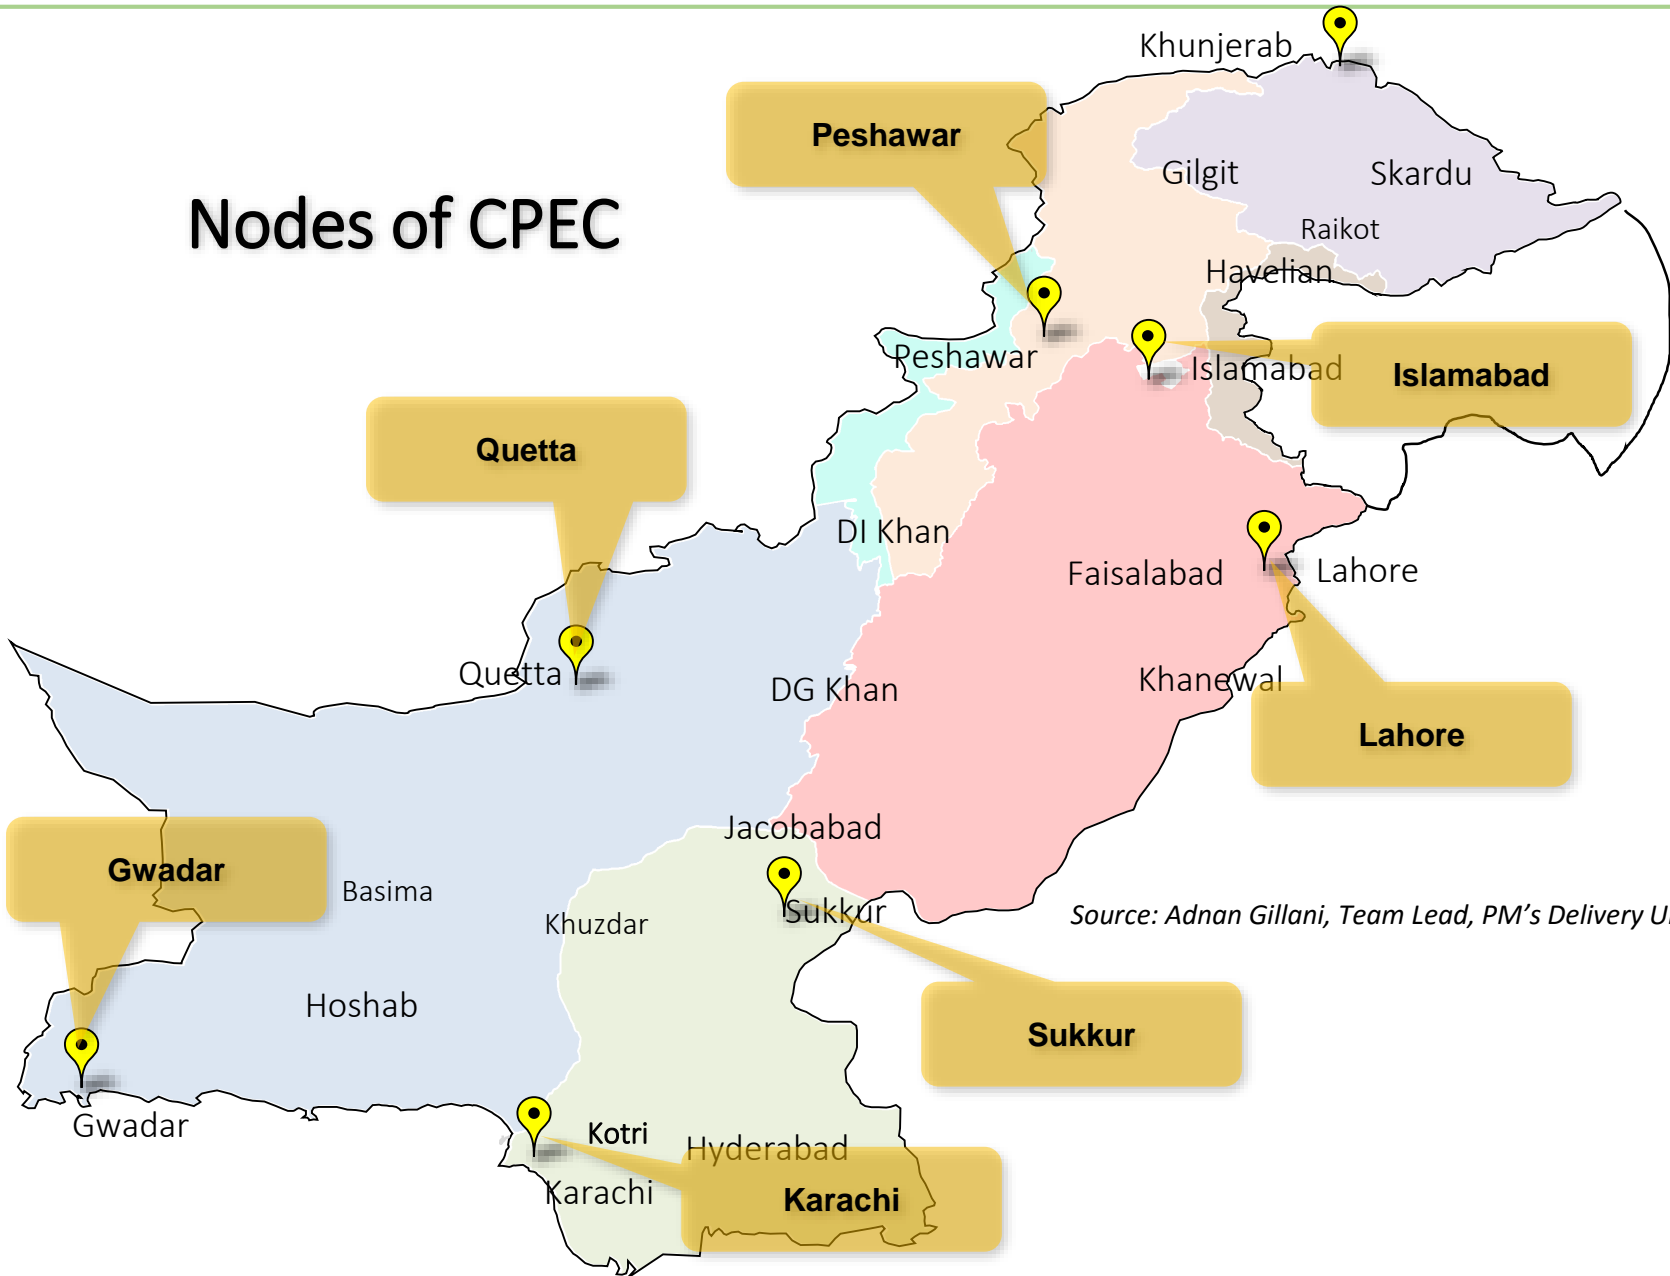 Khunjerab
Peshawar
Gilgit
Skardu
Nodes of CPEC
Raikot
Havelian
Peshawar
Islamabad
Islamabad
Quetta
DI Khan
Faisalabad
Lahore
Quetta
DG Khan
Khanewal
Lahore
Jacobabad
Gwadar
Basima
Khuzdar
Sukkur
Source: Adnan Gillani, Team Lead, PM's Delivery
Hoshab
Sukkur
Gwadar
Kotri
Hyderabad
Karachi
Karachi